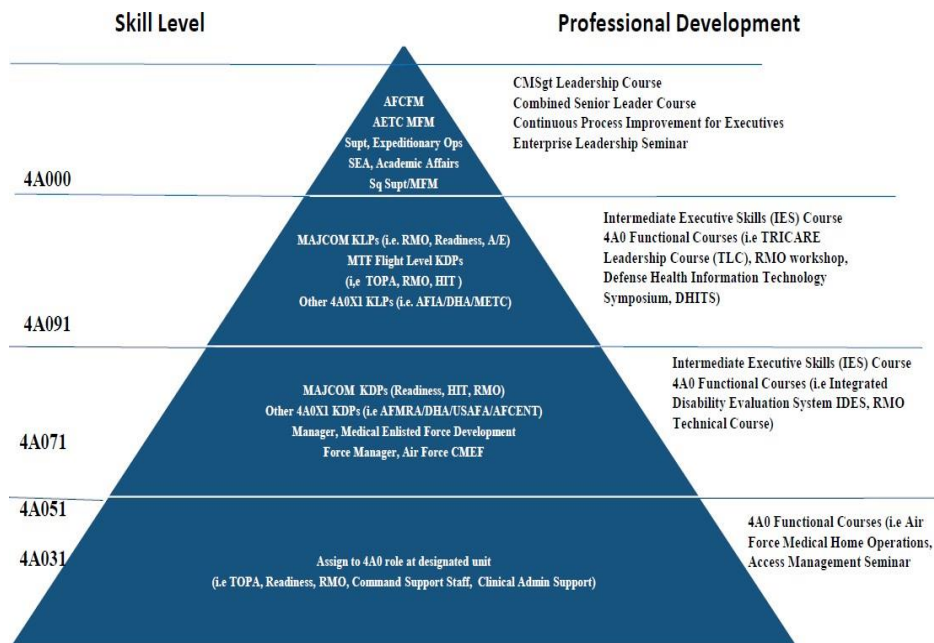 Skill Level
Professional Development
AFCFM
AETC MFM
Supt, Expeditionary Ops
SEA, Academic Affairs
Sq Supt/MFM
4A000
CMSgt Leadership Course
Combined Senior Leader Course
Continuous Process Improvement for Executives
Enterprise Leadership Seminar
MAJCOM KLPs (i.e. RMO, Readiness, A/E)
MTF Flight Level KDPs
(i,e TOPA, RMO, HIT )
Other 4A0X1 KLPs (i.e. AFIA/DHA/METC)
4A091
Intermediate Executive Skills (IES) Course
4A0 Functional Courses (i.e TRICARE
Leadership Course (TLC), RMO workshop,
Defense Health Information Technology
Symposium, DHITS)
MAJCOM KDPs (Readiness, HIT, RMO)
Other 4A0X1 KDPs (i.e AFMRA/DHA/USAFA/AFCENT)
Manager, Medical Enlisted Force Development
Force Manager, Air Force CMEF
4A071
Intermediate Executive Skills (IES) Course
4A0 Functional Courses (i.e Integrated
Disability Evaluation System IDES, RMO
Technical Course)
4A051
4A031
Assign to 4A0 role at designated unit
(i.e TOPA, Readiness, RMO, Command Support Staff, Clinical Admin Support)
4A0 Functional Courses (i.e Air
Force Medical Home Operations,
Access Management Seminar